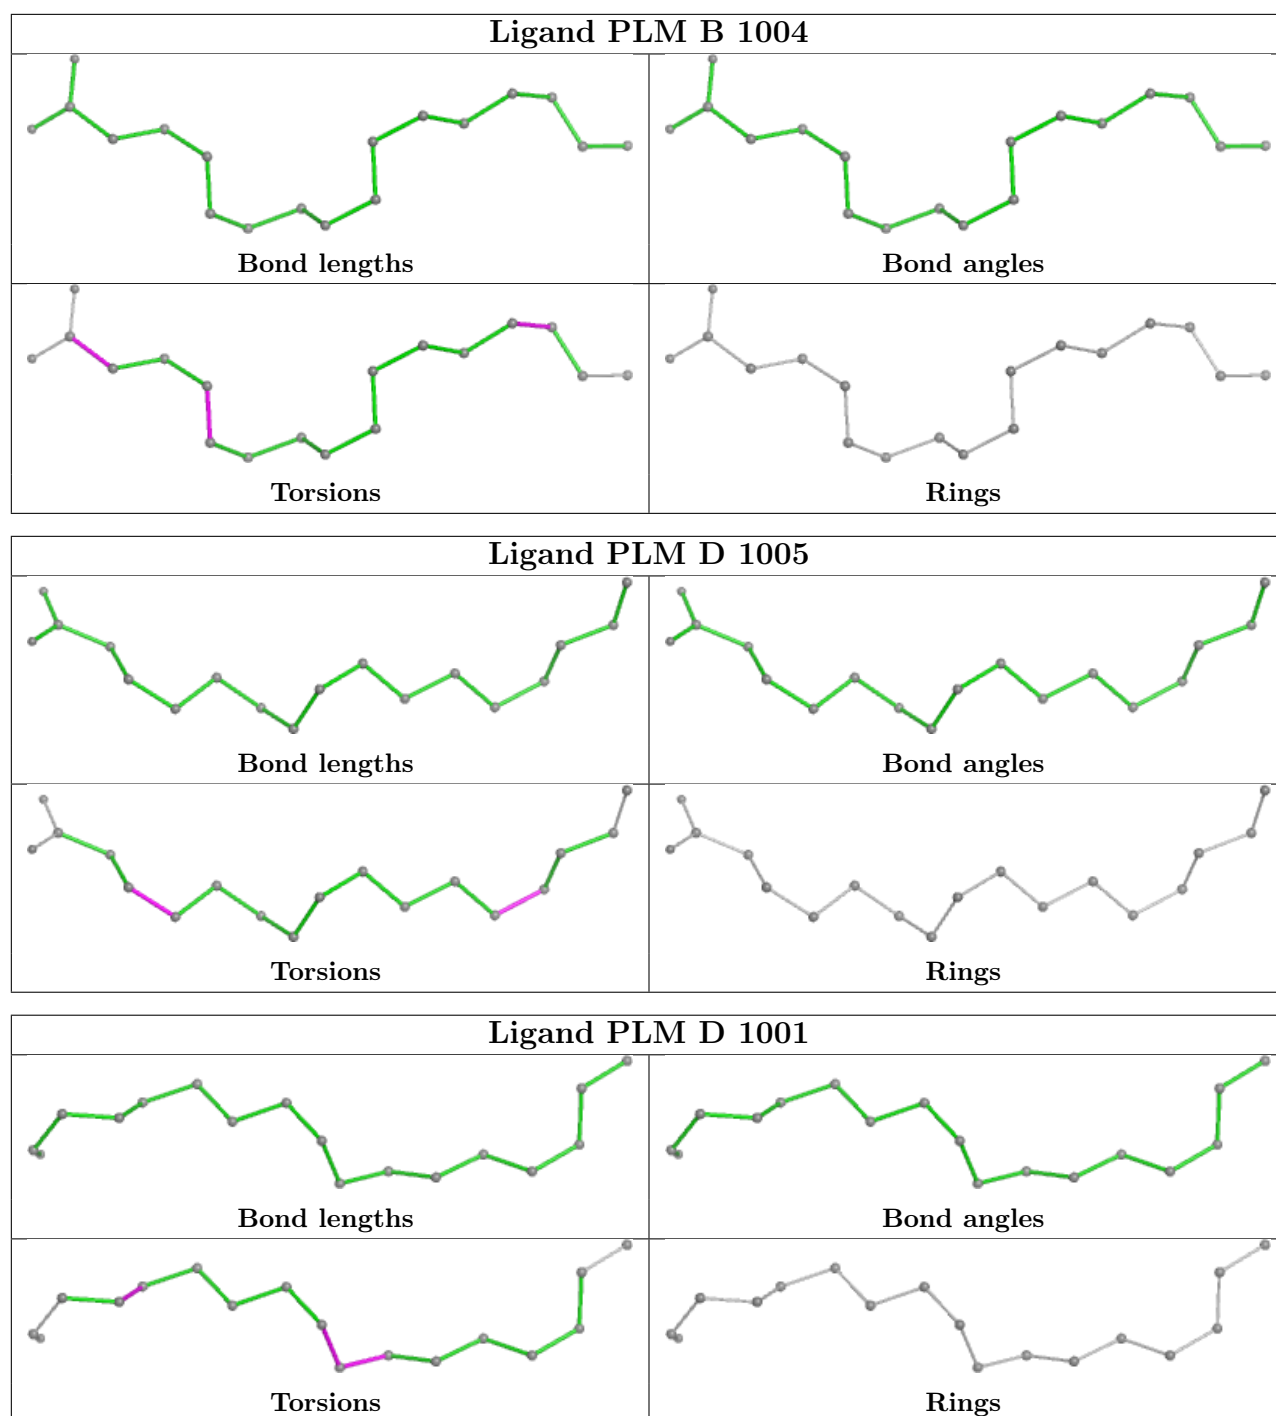 Ligand PLM B 1004
Bond lengths
Bond angles
Torsions
Rings
Ligand PLM D 1005
Bond lengths
Bond angles
Torsions
Rings
Ligand PLM D 1001
Bond lengths
Bond angles
Torsions
Rings